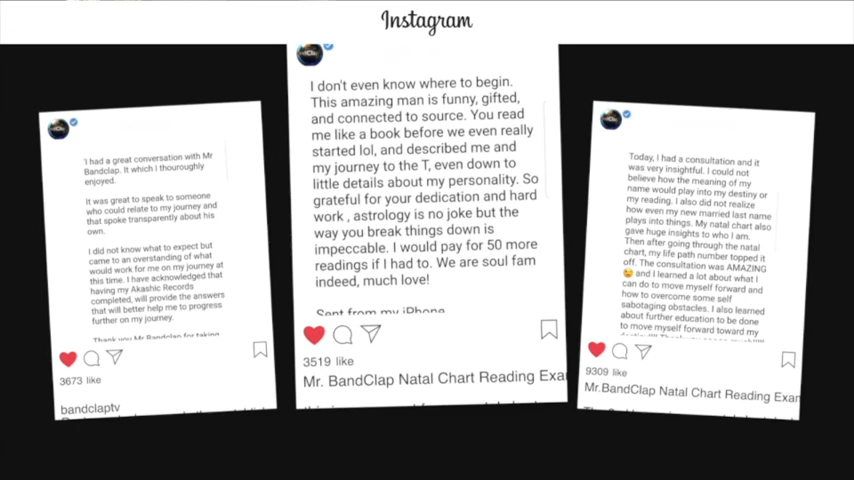 Instagram
'I had a great conversation with Mr
Bandclap. It which I thouroughly
enjoyed.
It was great to speak to someone
who could relate to my journey and
that spoke transparently about his
own.
I did not know what to expect but
came to an overstanding of what
would work for me on my journey at
this time. I have acknowledged that
having my Akashic Records
completed, will provide the answers
that will better help me to progress
further on my journey.
Thank you Mr Bandclap for taking
3673 like
bandclaptv
I don't even know where to begin.
This amazing man is funny, gifted,
and connected to source. You read
me like a book before we even really
started lol, and described me and
my journey to the T, even down to
little details about my personality. So
grateful for your dedication and hard
work , astrology is no joke but the
way you break things down is
impeccable. I would pay for 50 more
readings if I had to. We are soul fam
indeed, much love!
Sent from my iPhone
3519 like
Mr. BandClap Natal Chart Reading Exa
Today, I had a consultation and it
was very insightful. I could not
believe how the meaning of my
name would play into my destiny or
my reading. I also did not realize
how even my new married last name
plays into things. My natal chart also
gave huge insights to who I am.
Then after going through the natal
chart, my life path number topped it
off. The consultation was AMAZING
😉 and I learned a lot about what I
can do to move myself forward and
how to overcome some self
sabotaging obstacles. I also learned
about further education to be done
to move myself forward toward my
9309 like
Mr.BandClap Natal Chart Reading Exam